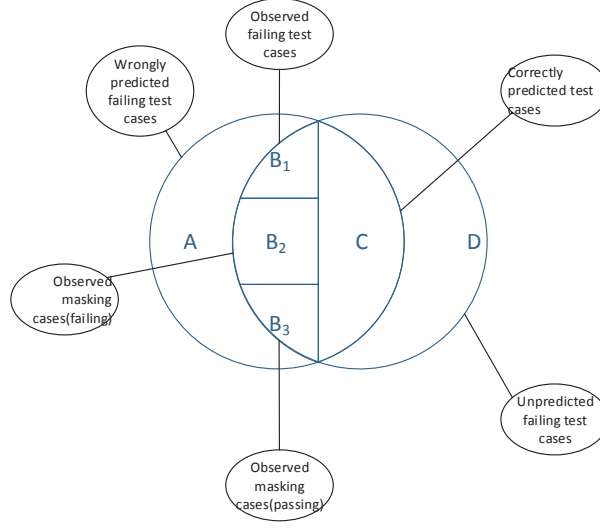 Observed
failing test
cases
Wrongly
predicted
failing test
cases
Correctly
predicted test
cases
B1
A
B2
C
D
Observed
masking
cases(failing)
B3
Unpredicted
failing test
cases
Observed
masking
cases(passing)